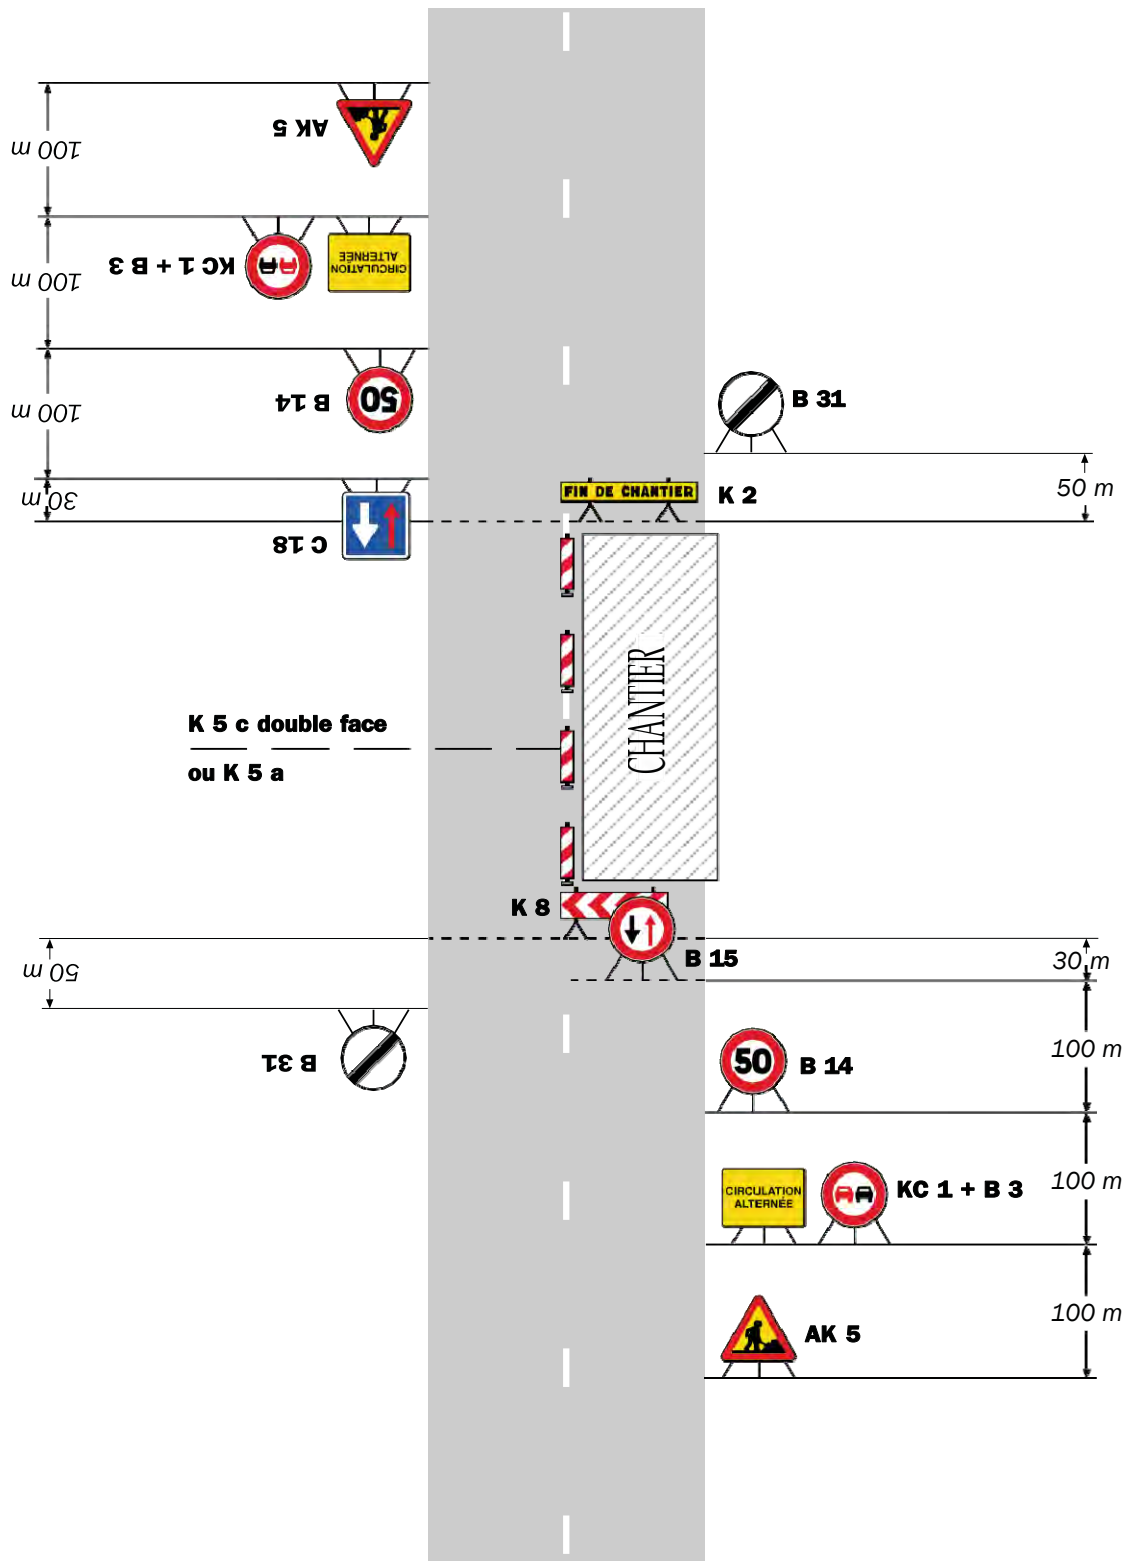 AK 5
100 m
KC 1 + B 3
CIRCULATION
ALTERNÉE
100 m
B 14
50
100 m
B 31
30 m
FIN DE CHANTIER
K 2
50 m
C 18
CHANTIER
K 5 c double face
ou K 5 a
K 8
B 15
50 m
30 m
B 31
50
B 14
100 m
CIRCULATION
ALTERNÉE
KC 1 + B 3
100 m
AK 5
100 m